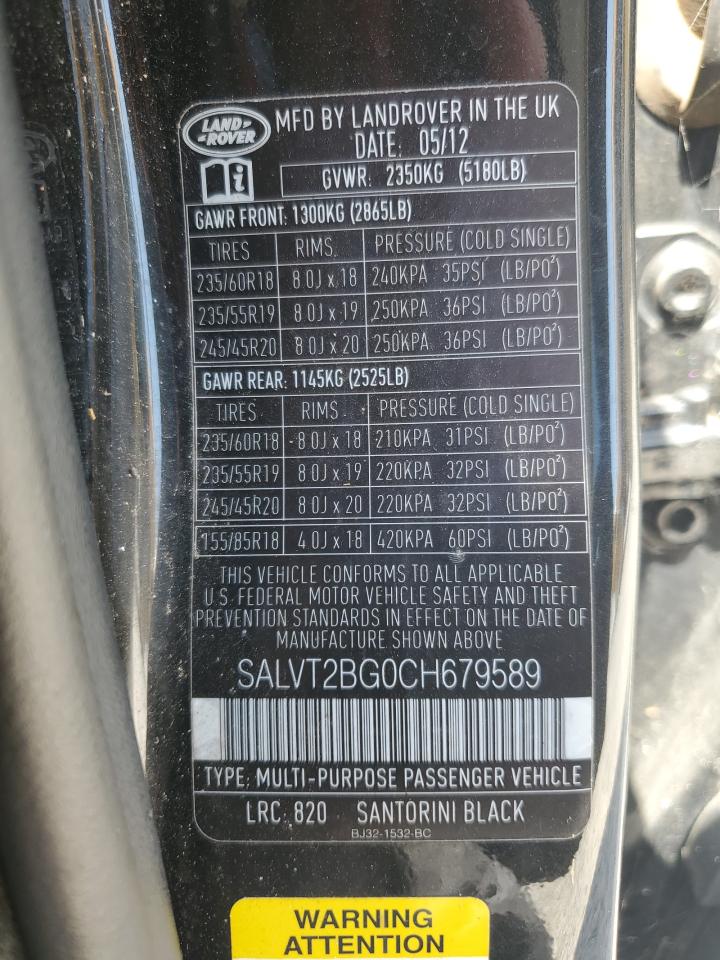 LAND-
-ROVER
MFD BY LANDROVER IN THE UK
DATE: 05/12
i
GVWR: 2350KG (5180LB)
GAWR FRONT: 1300KG (2865LB)
TIRES RIMS PRESSURE (COLD SINGLE)
235/60R18 8.0J x 18 240KPA 35PSI (LB/PO²)
235/55R19 8.0J x 19 250KPA 36PSI (LB/PO²)
245/45R20 8.0J x 20 250KPA 36PSI (LB/PO²)
GAWR REAR: 1145KG (2525LB)
TIRES RIMS PRESSURE (COLD SINGLE)
235/60R18 8.0J x 18 210KPA 31PSI (LB/PO²)
235/55R19 8.0J x 19 220KPA 32PSI (LB/PO²)
245/45R20 8.0J x 20 220KPA 32PSI (LB/PO²)
155/85R18 4.0J x 18 420KPA 60PSI (LB/PO²)
THIS VEHICLE CONFORMS TO ALL APPLICABLE
U.S. FEDERAL MOTOR VEHICLE SAFETY AND THEFT
PREVENTION STANDARDS IN EFFECT ON THE DATE OF
MANUFACTURE SHOWN ABOVE
SALVT2BG0CH679589
TYPE: MULTI-PURPOSE PASSENGER VEHICLE
LRC: 820 SANTORINI BLACK
BJ32-1532-BC
WARNING
ATTENTION